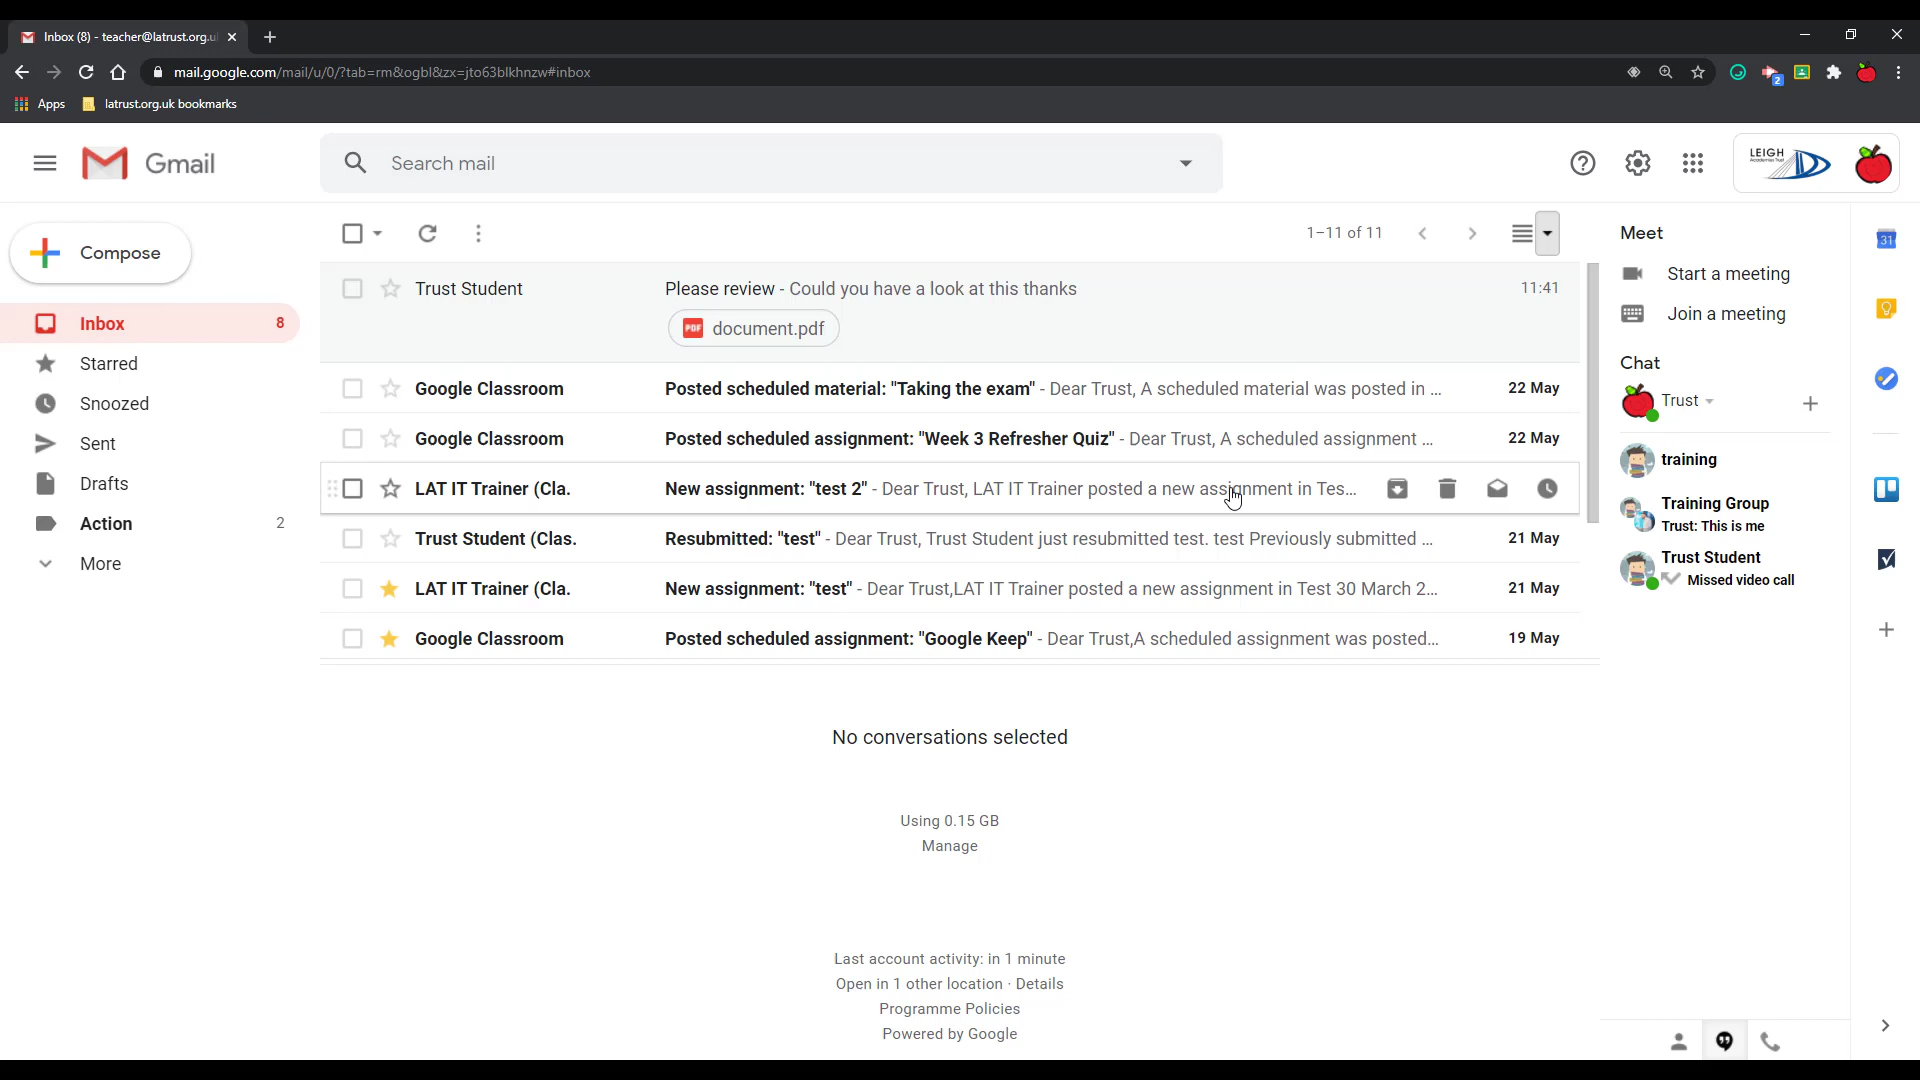 Inbox (8) - teacher@latrust.org.u
mail.google.com/mail/u/0/?tab=rm&ogbl&zx=jto63blkhnzw#inbox
2
Apps
latrust.org.uk bookmarks
Gmail
Search mail
LEIGH
Academies Trust
Compose
1–11 of 11
Inbox 8
Starred
Snoozed
Sent
Drafts
Action 2
More
Trust Student Please review - Could you have a look at this thanks 11:41
PDF document.pdf
Google Classroom Posted scheduled material: "Taking the exam" - Dear Trust, A scheduled material was posted in ... 22 May
Google Classroom Posted scheduled assignment: "Week 3 Refresher Quiz" - Dear Trust, A scheduled assignment ... 22 May
LAT IT Trainer (Cla. New assignment: "test 2" - Dear Trust, LAT IT Trainer posted a new assignment in Tes...
Trust Student (Clas. Resubmitted: "test" - Dear Trust, Trust Student just resubmitted test. test Previously submitted ... 21 May
LAT IT Trainer (Cla. New assignment: "test" - Dear Trust,LAT IT Trainer posted a new assignment in Test 30 March 2... 21 May
Google Classroom Posted scheduled assignment: "Google Keep" - Dear Trust,A scheduled assignment was posted... 19 May
No conversations selected
Using 0.15 GB
Manage
Last account activity: in 1 minute
Open in 1 other location · Details
Programme Policies
Powered by Google
Meet
Start a meeting
Join a meeting
Chat
Trust
training
Training Group
Trust: This is me
Trust Student
Missed video call
31